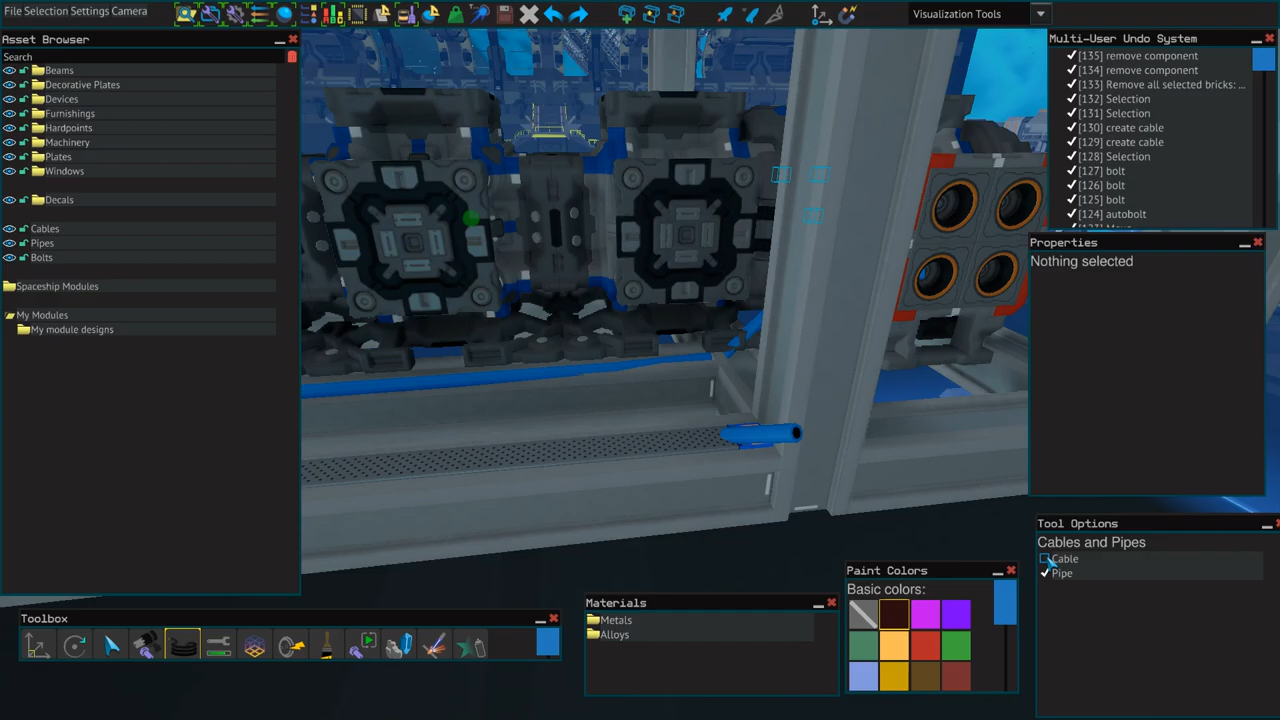 File Selection Settings Camera
Visualization Tools
Asset Browser
Search
Beams
Decorative Plates
Devices
Furnishings
Hardpoints
Machinery
Plates
Windows
Decals
Cables
Pipes
Bolts
Spaceship Modules
My Modules
My module designs
Multi-User Undo System
[135] remove component
[134] remove component
[133] Remove all selected bricks: ...
[132] Selection
[131] Selection
[130] create cable
[129] create cable
[128] Selection
[127] bolt
[126] bolt
[125] bolt
[124] autobolt
Properties
Nothing selected
Tool Options
Cables and Pipes
Cable
Pipe
Paint Colors
Basic colors:
Materials
Metals
Alloys
Toolbox